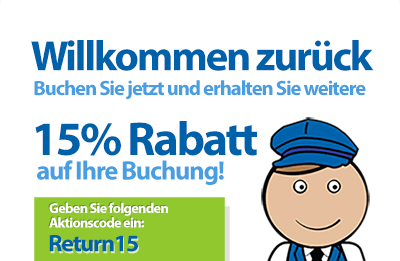 Willkommen zurück
Buchen Sie jetzt und erhalten Sie weitere
15% Rabatt
auf Ihre Buchung!
Geben Sie folgenden
Aktionscode ein:
Return15